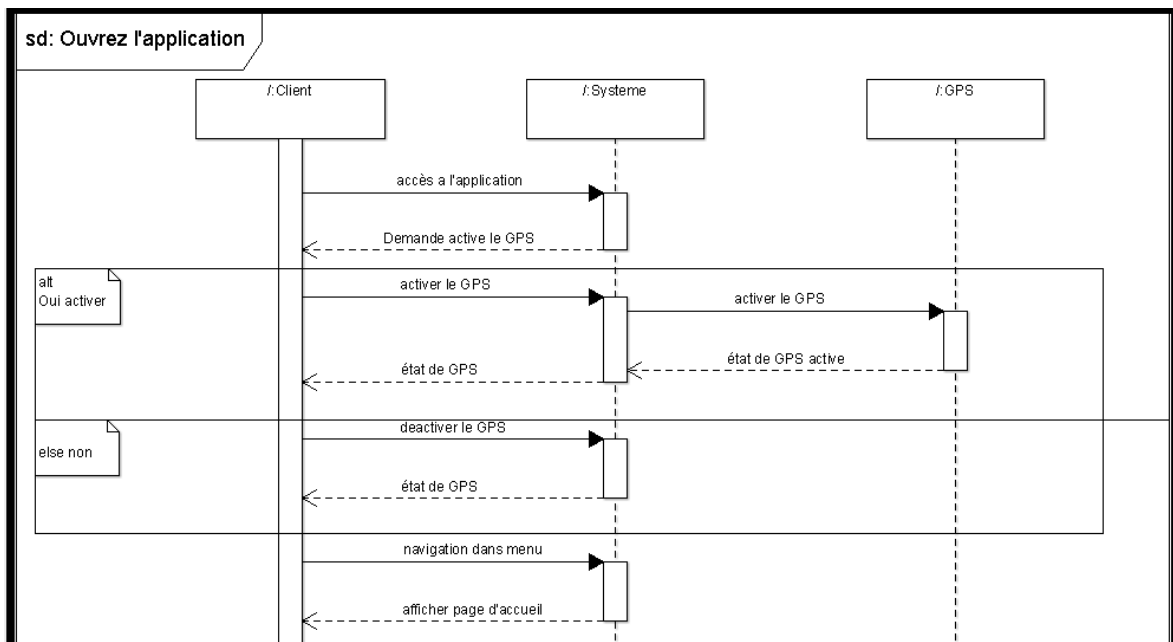 sd: Ouvrez l'application
/:Client
/:Systeme
/:GPS
accès a l'application
Demande active le GPS
alt
Oui activer
activer le GPS
activer le GPS
état de GPS active
état de GPS
deactiver le GPS
else non
état de GPS
navigation dans menu
afficher page d'accueil